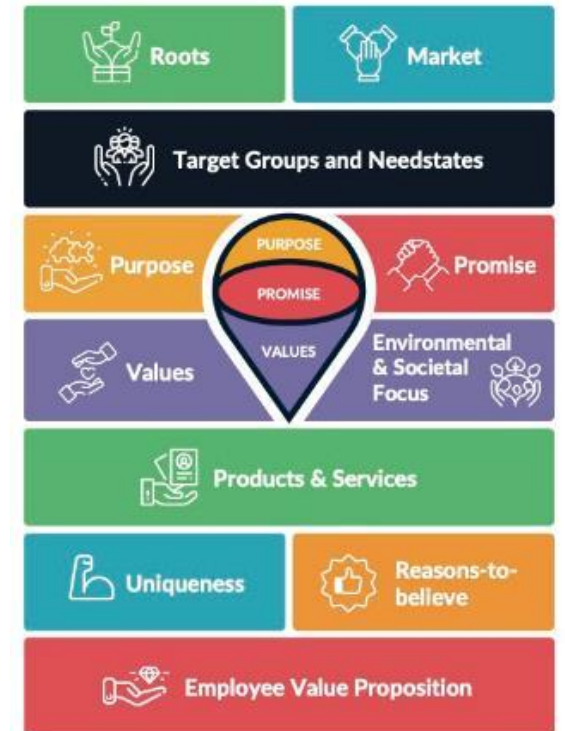 Roots
Market
Target Groups and Needstates
Purpose
PURPOSE
PROMISE
VALUES
Promise
Values
Environmental
& Societal
Focus
Products & Services
Uniqueness
Reasons-to-
believe
Employee Value Proposition